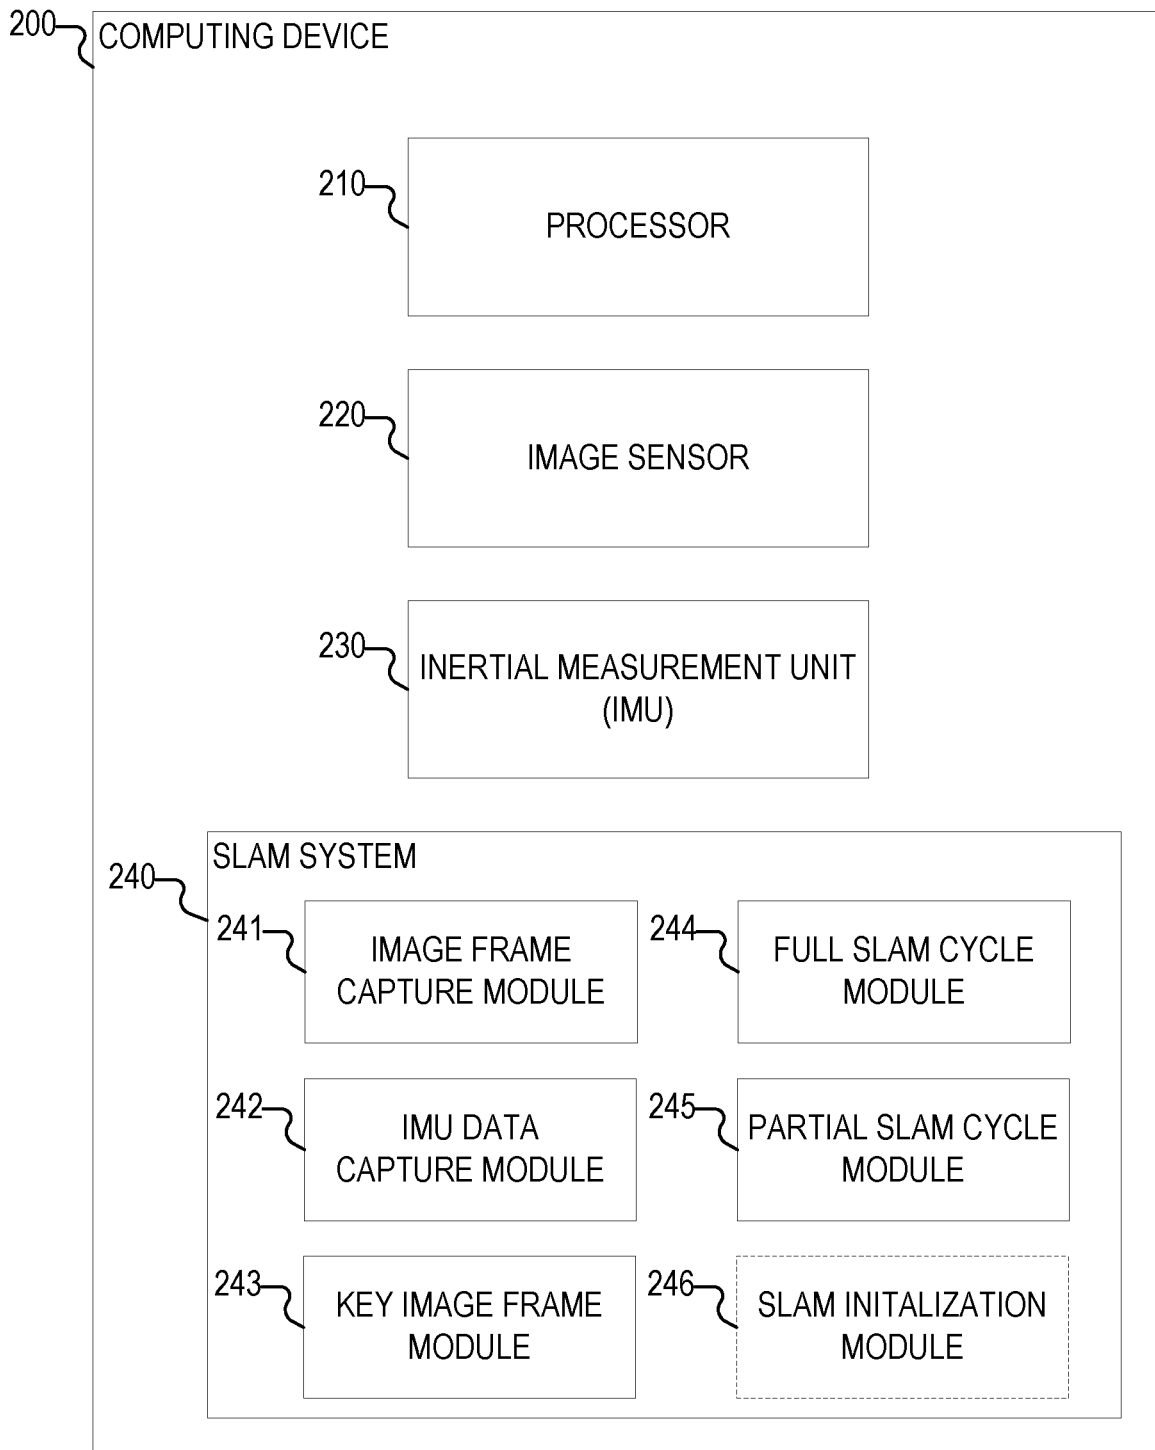 200
COMPUTING DEVICE
210
PROCESSOR
220
IMAGE SENSOR
230
INERTIAL MEASUREMENT UNIT
(IMU)
240
SLAM SYSTEM
241
IMAGE FRAME
CAPTURE MODULE
244
FULL SLAM CYCLE
MODULE
242
IMU DATA
CAPTURE MODULE
245
PARTIAL SLAM CYCLE
MODULE
243
KEY IMAGE FRAME
MODULE
246
SLAM INITALIZATION
MODULE